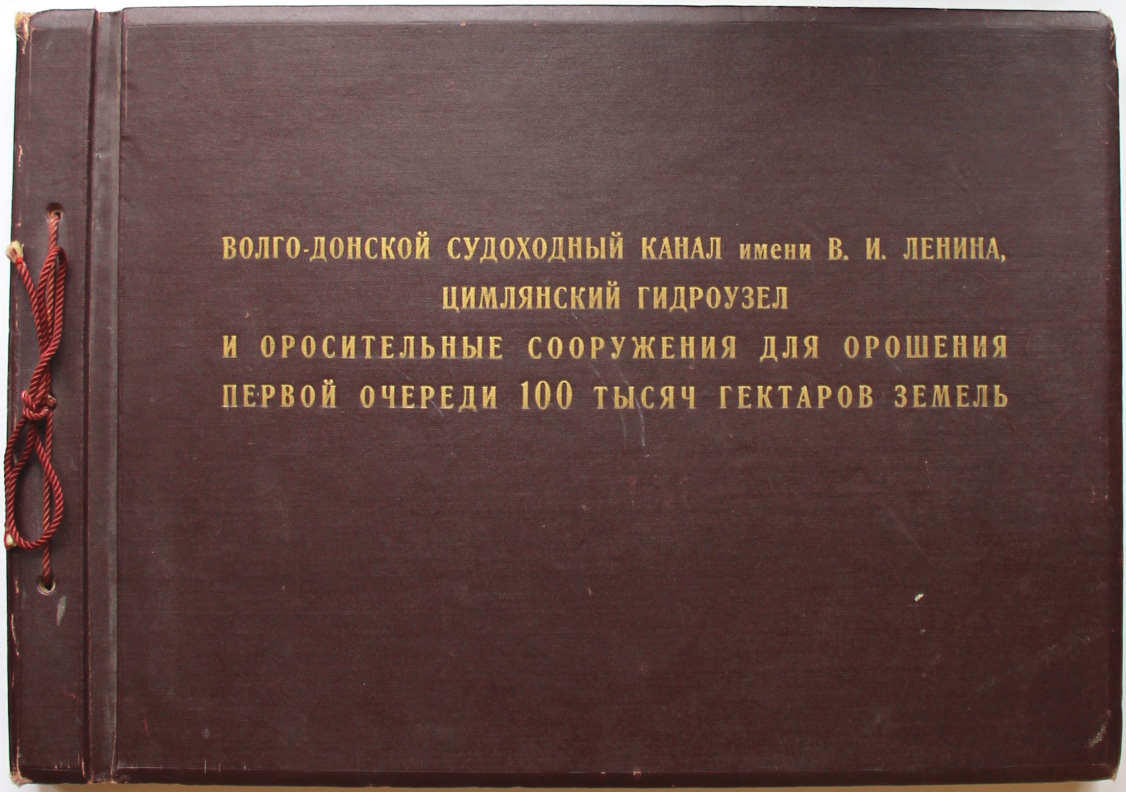 ВОЛГО-ДОНСКОЙ СУДОХОДНЫЙ КАНАЛ имени В. И. ЛЕНИНА,
ЦИМЛЯНСКИЙ ГИДРОУЗЕЛ
И ОРОСИТЕЛЬНЫЕ СООРУЖЕНИЯ ДЛЯ ОРОШЕНИЯ
ПЕРВОЙ ОЧЕРЕДИ 100 ТЫСЯЧ ГЕКТАРОВ ЗЕМЕЛЬ